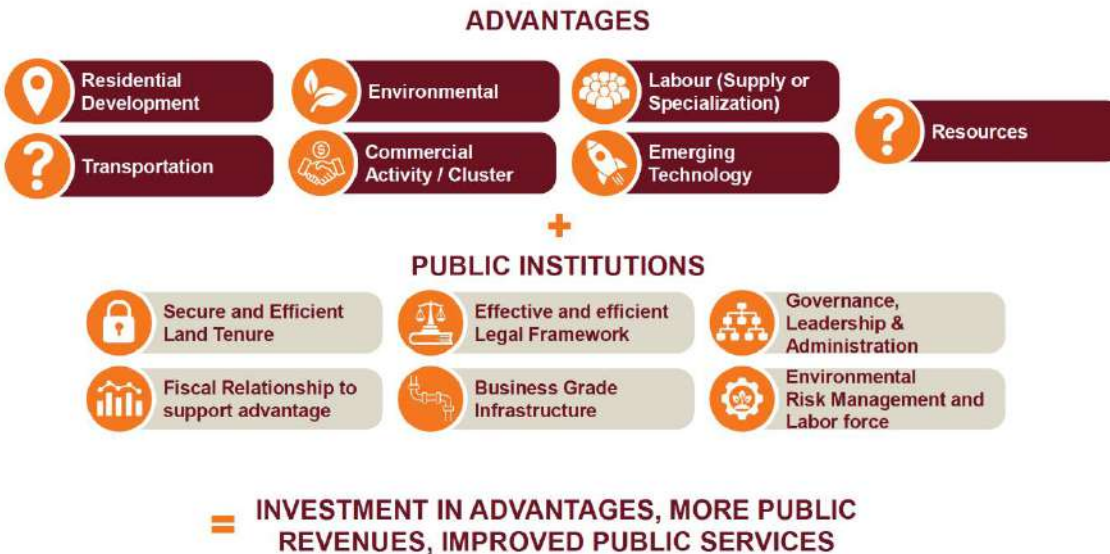 ADVANTAGES
Residential
Development
Environmental
Labour (Supply or
Specialization)
Resources
Transportation
Commercial
Activity / Cluster
Emerging
Technology
+
PUBLIC INSTITUTIONS
Secure and Efficient
Land Tenure
Effective and efficient
Legal Framework
Governance,
Leadership &
Administration
Fiscal Relationship to
support advantage
Business Grade
Infrastructure
Environmental
Risk Management and
Labor force
= INVESTMENT IN ADVANTAGES, MORE PUBLIC
REVENUES, IMPROVED PUBLIC SERVICES